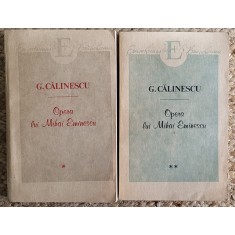 E
G. CĂLINESCU
Opera
lui Mihai Eminescu
*
E
G. CĂLINESCU
Opera
lui Mihai Eminescu
**